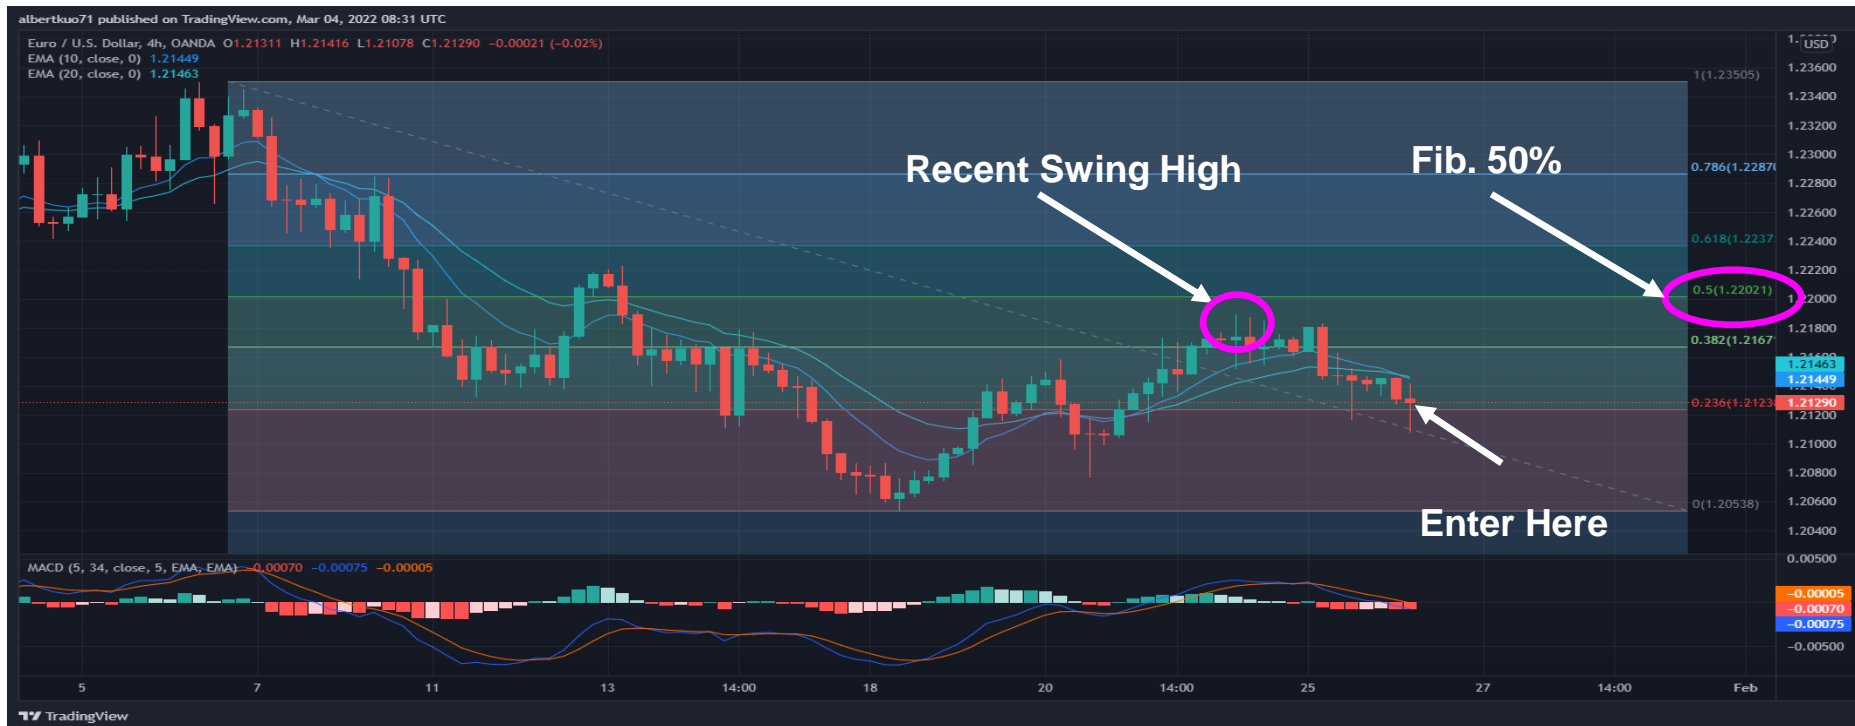 albertkuo71 published on TradingView.com, Mar 04, 2022 08:31 UTC
Euro / U.S. Dollar, 4h, OANDA O1.21311 H1.21416 L1.21078 C1.21290 −0.00021 (−0.02%)
EMA (10, close, 0) 1.21449
EMA (20, close, 0) 1.21463
USD
1(1.23505)
1.23600
1.23400
1.23200
1.23000
Recent Swing High
Fib. 50%
0.786(1.2287
1.22800
1.22600
0.618(1.2237
1.22400
1.22200
0.5(1.22021)
1.22000
1.21800
0.382(1.2167
1.21463
1.21449
0.236(1.2123
1.21290
1.21200
1.21000
1.20800
0(1.20538)
1.20600
Enter Here
1.20400
MACD (5, 34, close, 5, EMA, EMA) −0.00070 −0.00075 −0.00005
0.00500
−0.00005
−0.00070
−0.00075
−0.00500
5 7 11 13 14:00 18 20 14:00 25 27 14:00 Feb
TradingView